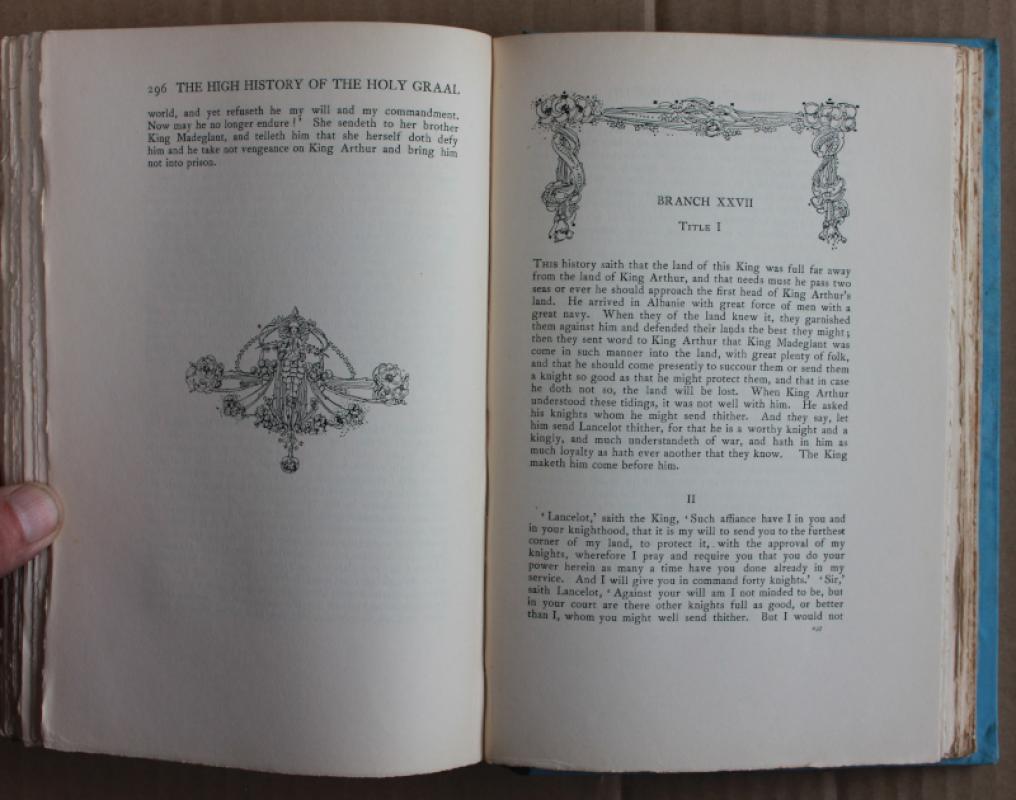 296 THE HIGH HISTORY OF THE HOLY GRAAL
world, and yet refuseth he my will and my commandment.
Now may he no longer endure!' She sendeth to her brother
King Madeglant, and telleth him that she herself doth defy
him and he take not vengeance on King Arthur and bring him
not into prison.
BRANCH XXVII
TITLE I
THIS history saith that the land of this King was full far away
from the land of King Arthur, and that needs must he pass two
seas or ever he should approach the first head of King Arthur's
land. He arrived in Albanie with great force of men with a
great navy. When they of the land knew it, they garnished
them against him and defended their lands the best they might;
then they sent word to King Arthur that King Madeglant was
come in such manner into the land, with great plenty of folk,
and that he should come presently to succour them or send them
a knight so good as that he might protect them, and that in case
he doth not so, the land will be lost. When King Arthur
understood these tidings, it was not well with him. He asked
his knights whom he might send thither. And they say, let
him send Lancelot thither, for that he is a worthy knight and a
kingly, and much understandeth of war, and hath in him as
much loyalty as hath ever another that they know. The King
maketh him come before him.
II
'Lancelot,' saith the King, 'Such affiance have I in you and
in your knighthood, that it is my will to send you to the furthest
corner of my land, to protect it, with the approval of my
knights, wherefore I pray and require you that you do your
power herein as many a time have you done already in my
service. And I will give you in command forty knights.' 'Sir,'
saith Lancelot, 'Against your will am I not minded to be, but
in your court are there other knights full as good, or better
than I, whom you might well send thither. But I would not
297